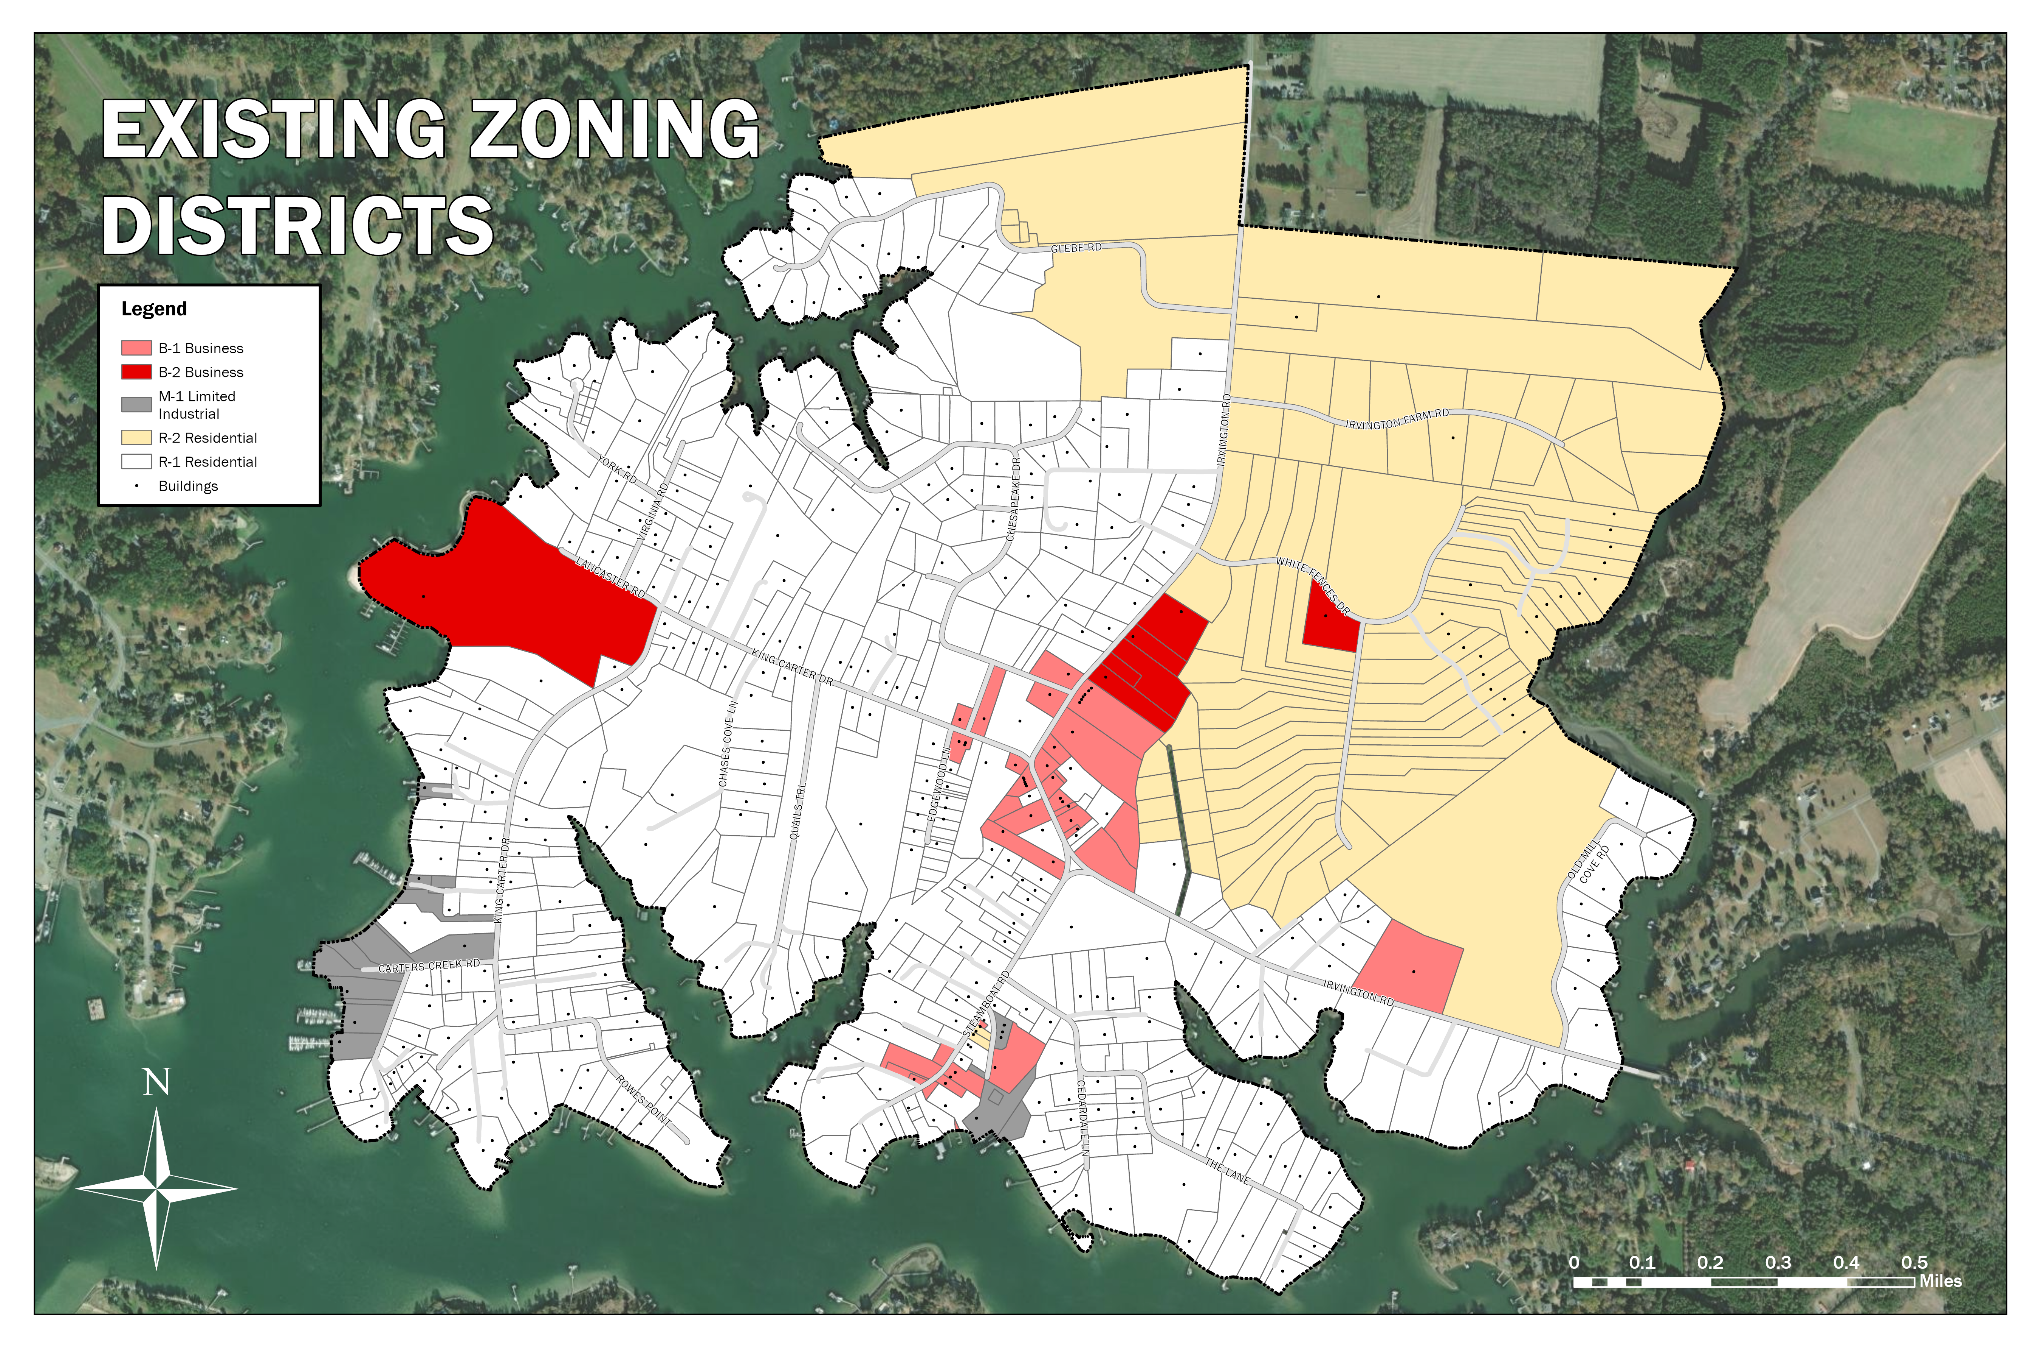 EXISTING ZONING
DISTRICTS
Legend
B-1 Business
B-2 Business
M-1 Limited
Industrial
R-2 Residential
R-1 Residential
Buildings
GLEBE RD
IRVINGTON RD
IRVINGTON FARM RD
YORK RD
VIRGINIA RD
CHESAPEAKE DR
LANCASTER RD
WHITE FENCES DR
KING CARTER DR
CHASES COVE LN
EDGEWOOD LN
QUAILS TRL
KING CARTER DR
OLD MILL
COVE RD
CARTERS CREEK RD
STEAMBOAT RD
IRVINGTON RD
ROWES POINT
CEDARDALE LN
THE LANE
N
0 0.1 0.2 0.3 0.4 0.5
Miles